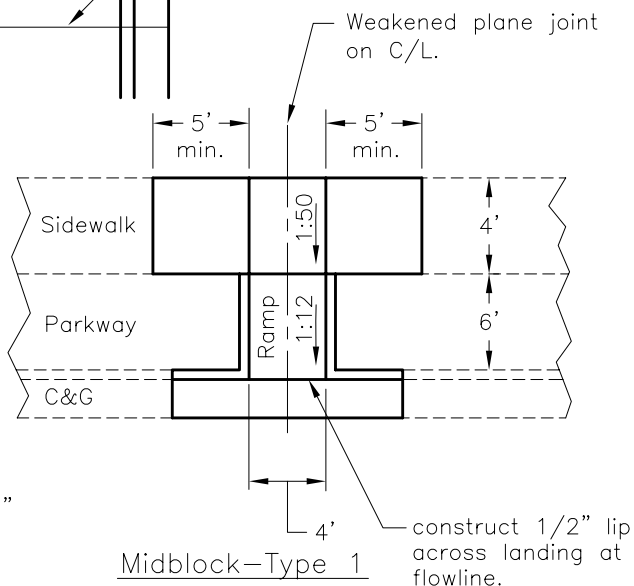 Weakened plane joint
on C/L.
5'
min.
5'
min.
Sidewalk
1:50
4'
Parkway
Ramp
1:12
6'
C&G
"
4'
construct 1/2" lip
across landing at
flowline.
Midblock-Type 1